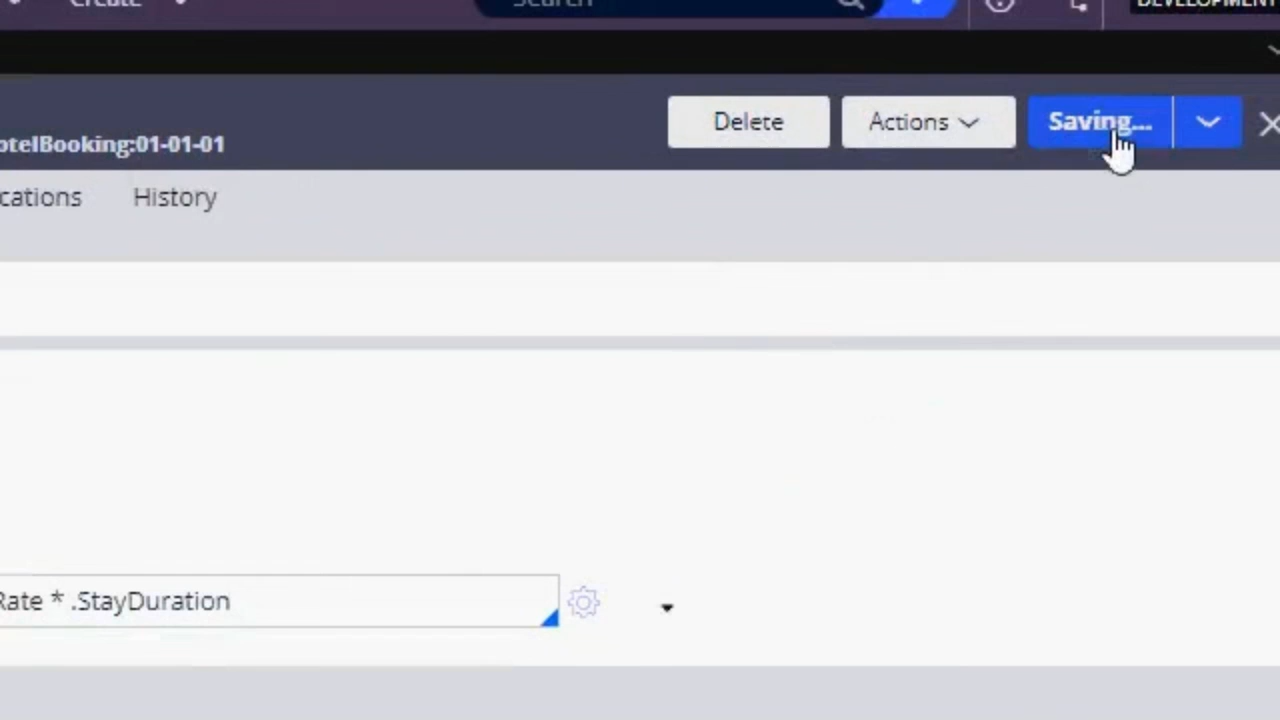 Create Search DEVELOPMENT
Delete Actions Saving...
otelBooking:01-01-01
cations History
Rate * .StayDuration